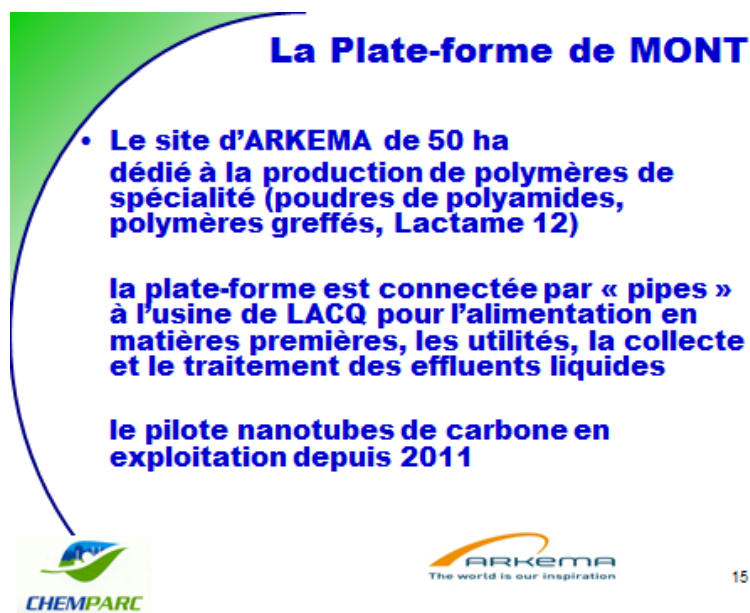 La Plate-forme de MONT
• Le site d'ARKEMA de 50 ha
dédié à la production de polymères de
spécialité (poudres de polyamides,
polymères greffés, Lactame 12)
la plate-forme est connectée par « pipes »
à l'usine de LACQ pour l'alimentation en
matières premières, les utilités, la collecte
et le traitement des effluents liquides
le pilote nanotubes de carbone en
exploitation depuis 2011
CHEMPARC
ARKEMA
The world is our inspiration
15